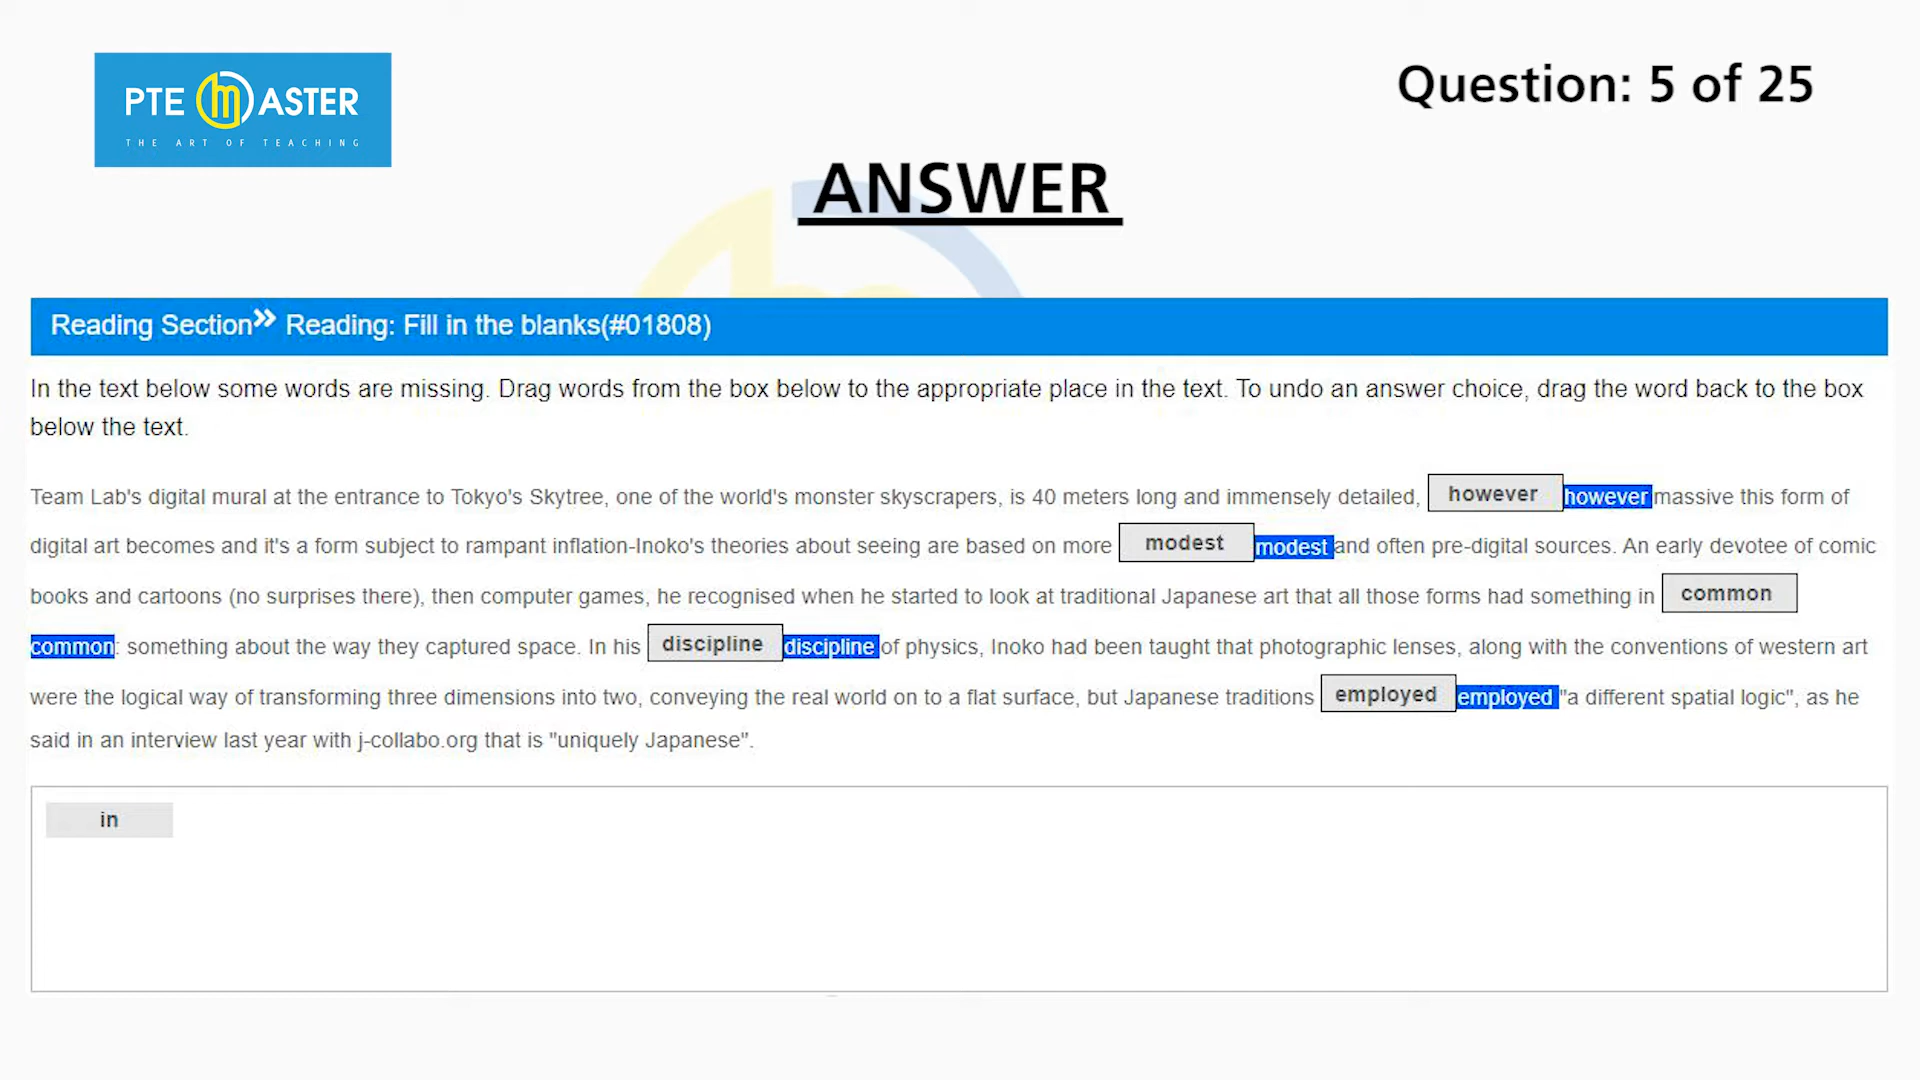 PTE MASTER
THE ART OF TEACHING
Question: 5 of 25
ANSWER
Reading Section» Reading: Fill in the blanks(#01808)
In the text below some words are missing. Drag words from the box below to the appropriate place in the text. To undo an answer choice, drag the word back to the box
below the text.
Team Lab's digital mural at the entrance to Tokyo's Skytree, one of the world's monster skyscrapers, is 40 meters long and immensely detailed, however however massive this form of
digital art becomes and it's a form subject to rampant inflation-Inoko's theories about seeing are based on more modest modest and often pre-digital sources. An early devotee of comic
books and cartoons (no surprises there), then computer games, he recognised when he started to look at traditional Japanese art that all those forms had something in common
common: something about the way they captured space. In his discipline discipline of physics, Inoko had been taught that photographic lenses, along with the conventions of western art
were the logical way of transforming three dimensions into two, conveying the real world on to a flat surface, but Japanese traditions employed employed "a different spatial logic", as he
said in an interview last year with j-collabo.org that is "uniquely Japanese".
in